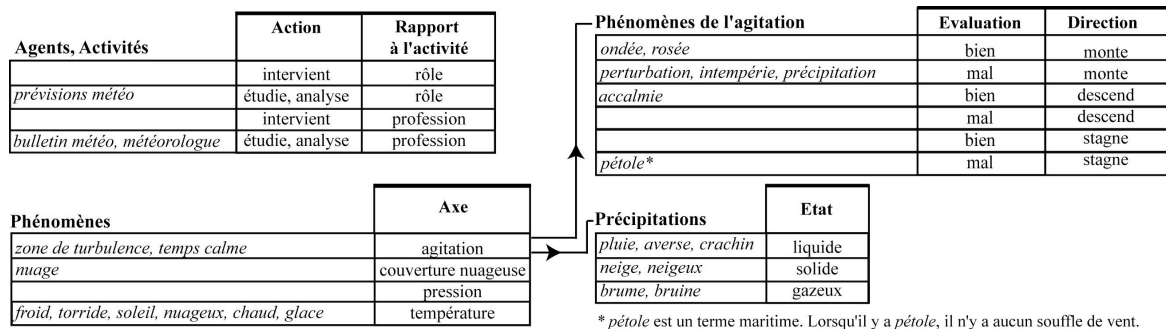 Agents, Activités Action Rapport à l'activité
intervient rôle
prévisions météo étudie, analyse rôle
intervient profession
bulletin météo, météorologue étudie, analyse profession
Phénomènes de l'agitation Evaluation Direction
ondée, rosée bien monte
perturbation, intempérie, précipitation mal monte
accalmie bien descend
mal descend
bien stagne
pétole* mal stagne
Phénomènes Axe
zone de turbulence, temps calme agitation
nuage couverture nuageuse
pression
froid, torride, soleil, nuageux, chaud, glace température
Précipitations Etat
pluie, averse, crachin liquide
neige, neigeux solide
brume, bruine gazeux
* pétole est un terme maritime. Lorsqu'il y a pétole, il n'y a aucun souffle de vent.